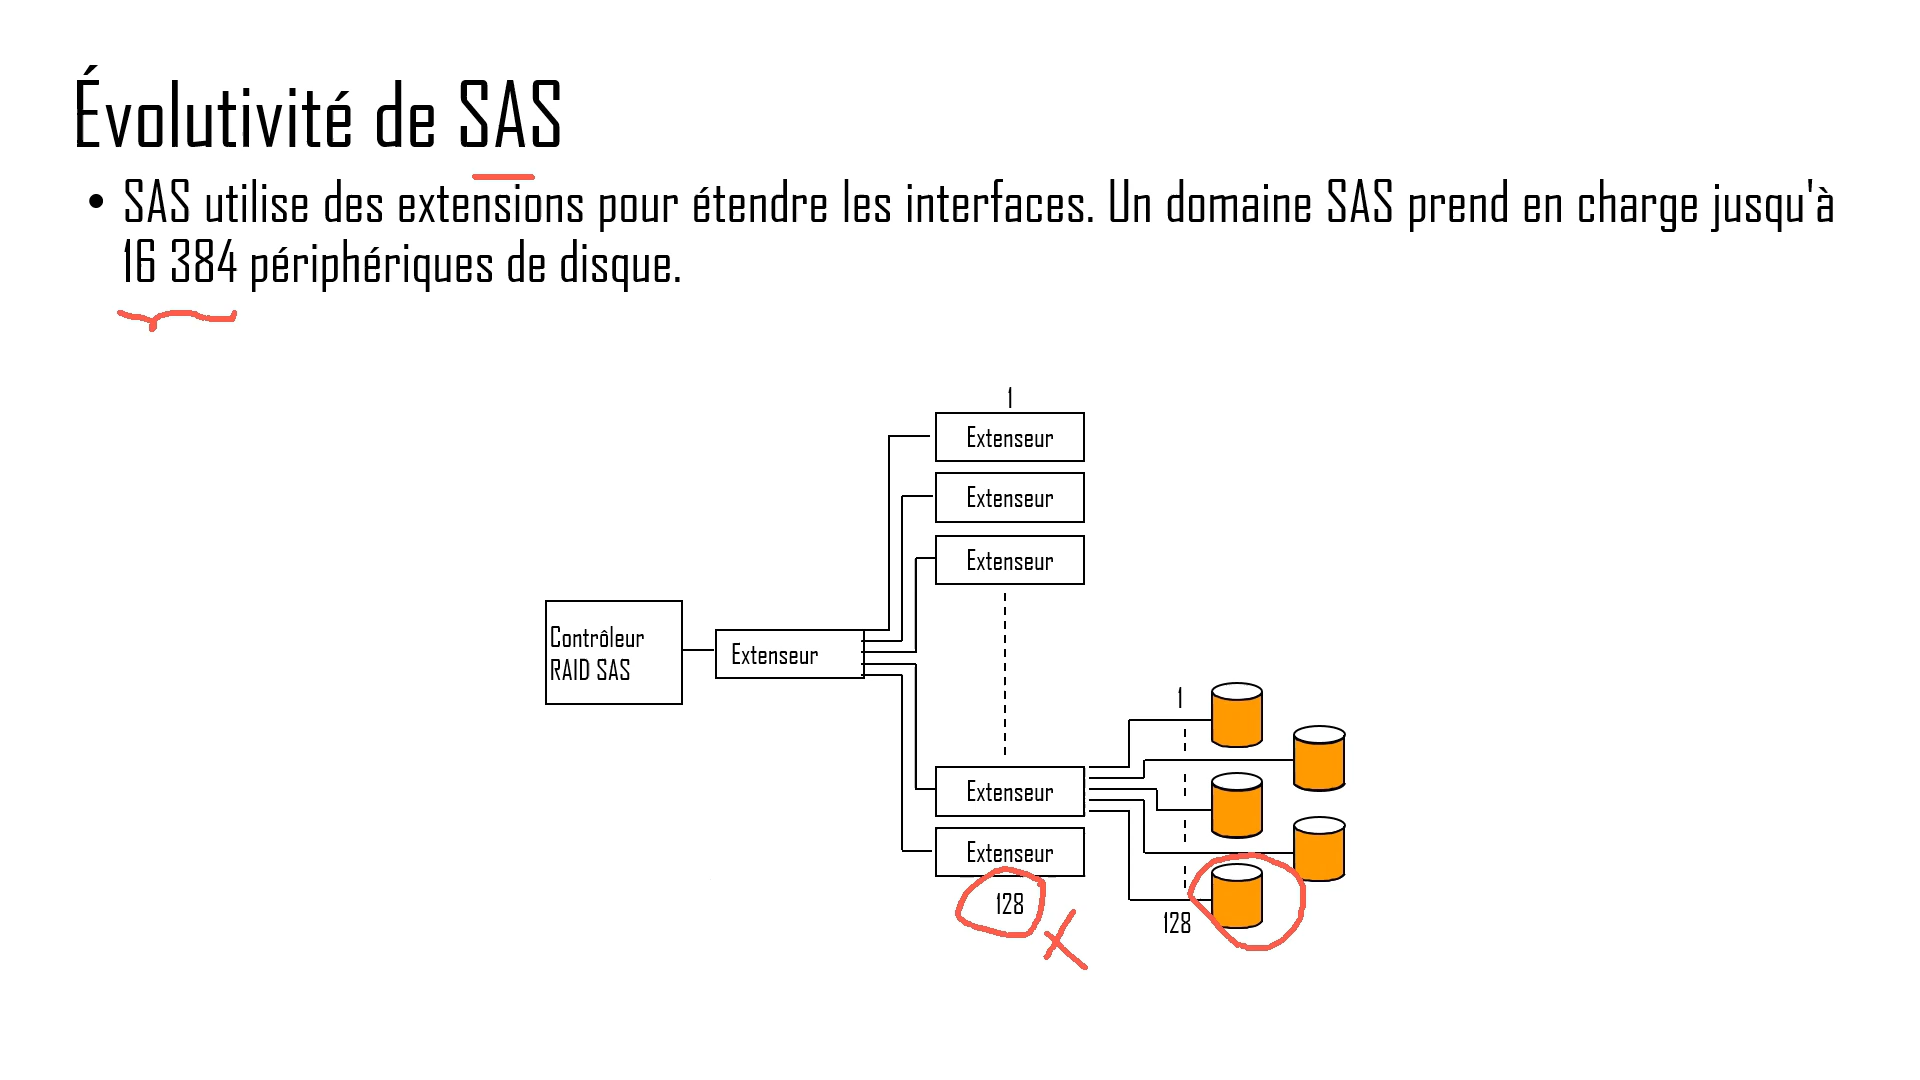 Évolutivité de SAS
• SAS utilise des extensions pour étendre les interfaces. Un domaine SAS prend en charge jusqu'à
16 384 périphériques de disque.
1
Extenseur
Extenseur
Extenseur
Contrôleur
RAID SAS
Extenseur
1
Extenseur
Extenseur
128
128